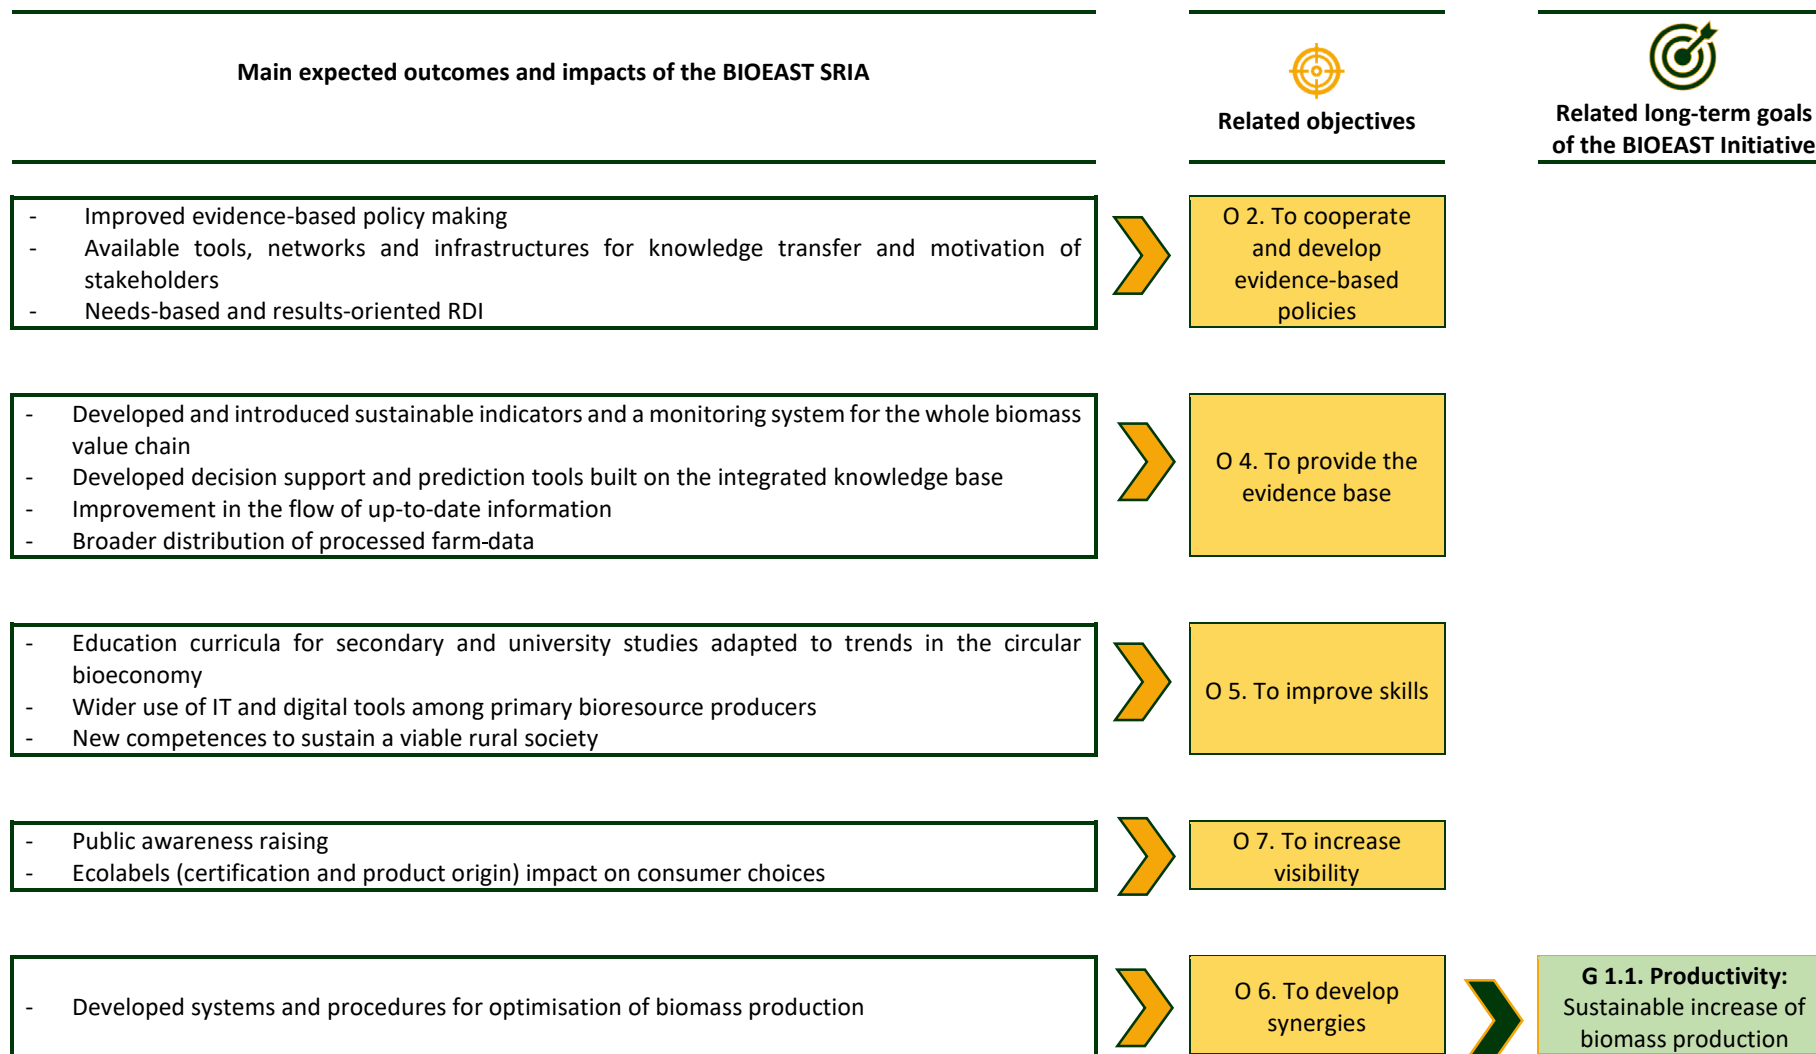 Main expected outcomes and impacts of the BIOEAST SRIA
Related objectives
Related long-term goals
of the BIOEAST Initiative
- Improved evidence-based policy making
- Available tools, networks and infrastructures for knowledge transfer and motivation of
stakeholders
- Needs-based and results-oriented RDI
O 2. To cooperate
and develop
evidence-based
policies
- Developed and introduced sustainable indicators and a monitoring system for the whole biomass
value chain
- Developed decision support and prediction tools built on the integrated knowledge base
- Improvement in the flow of up-to-date information
- Broader distribution of processed farm-data
O 4. To provide the
evidence base
- Education curricula for secondary and university studies adapted to trends in the circular
bioeconomy
- Wider use of IT and digital tools among primary bioresource producers
- New competences to sustain a viable rural society
O 5. To improve skills
- Public awareness raising
- Ecolabels (certification and product origin) impact on consumer choices
O 7. To increase
visibility
- Developed systems and procedures for optimisation of biomass production
O 6. To develop
synergies
G 1.1. Productivity:
Sustainable increase of
biomass production